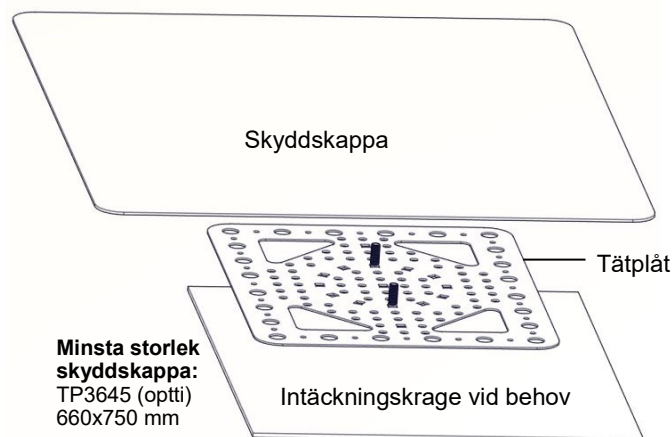 Skyddskappa
Tätplåt
Minsta storlek
skyddskappa:
TP3645 (optti)
660x750 mm
Intäckningskrage vid behov